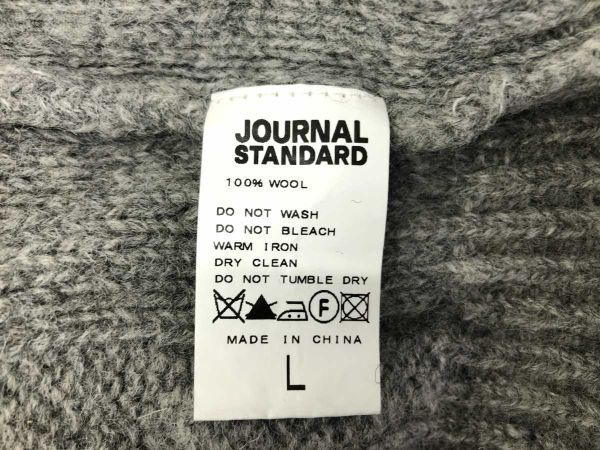 JOURNAL
STANDARD
100% WOOL
DO NOT WASH
DO NOT BLEACH
WARM IRON
DRY CLEAN
DO NOT TUMBLE DRY
F
MADE IN CHINA
L